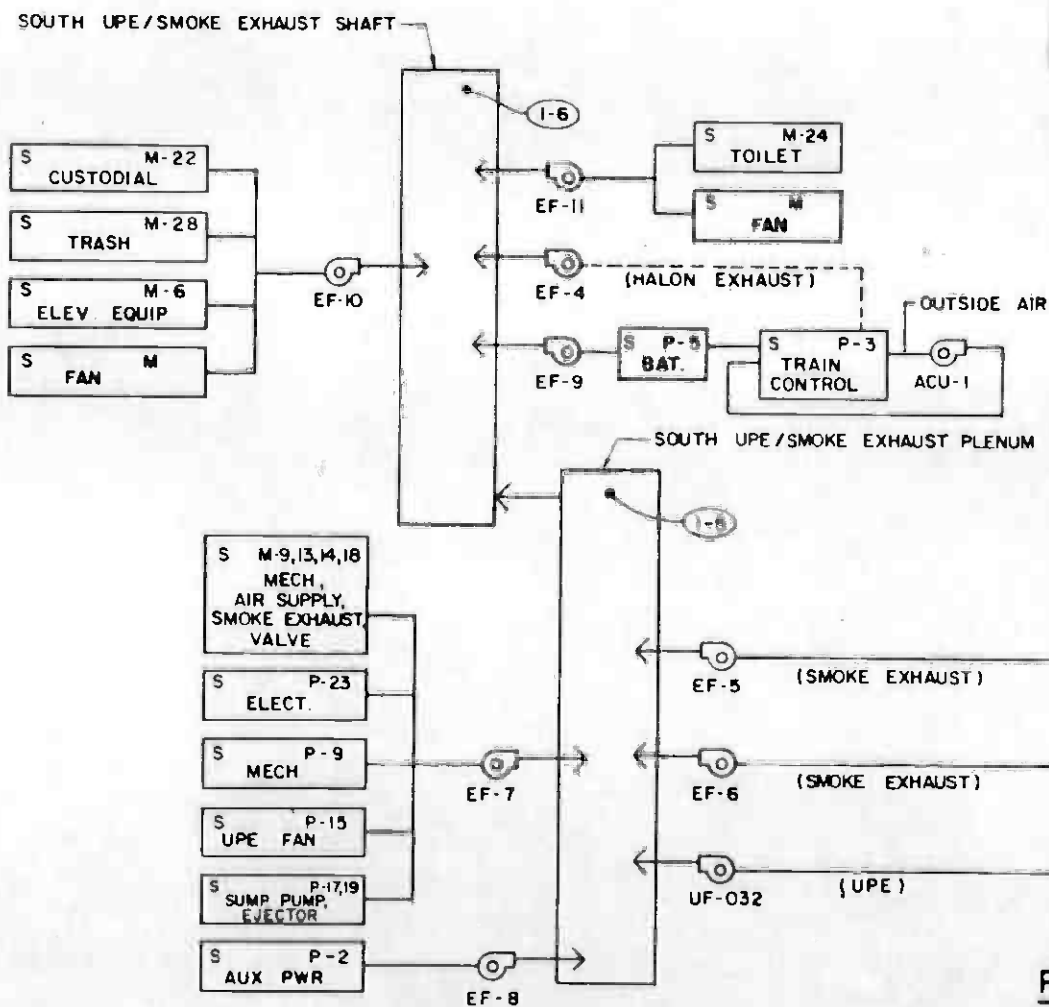 SOUTH UPE/SMOKE EXHAUST SHAFT
1-6
S M-22
CUSTODIAL
S M-28
TRASH
S M-6
ELEV. EQUIP
S M
FAN
EF-10
EF-11
S M-24
TOILET
S M
FAN
EF-4
(HALON EXHAUST)
OUTSIDE AIR
EF-9
S P-5
BAT.
S P-3
TRAIN
CONTROL
ACU-1
SOUTH UPE/SMOKE EXHAUST PLENUM
S M-9,13,14,18
MECH,
AIR SUPPLY,
SMOKE EXHAUST,
VALVE
S P-23
ELECT.
S P-9
MECH
S P-15
UPE FAN
S P-17,19
SUMP PUMP,
EJECTOR
S P-2
AUX PWR
EF-7
EF-8
EF-5
(SMOKE EXHAUST)
EF-6
(SMOKE EXHAUST)
UF-032
(UPE)